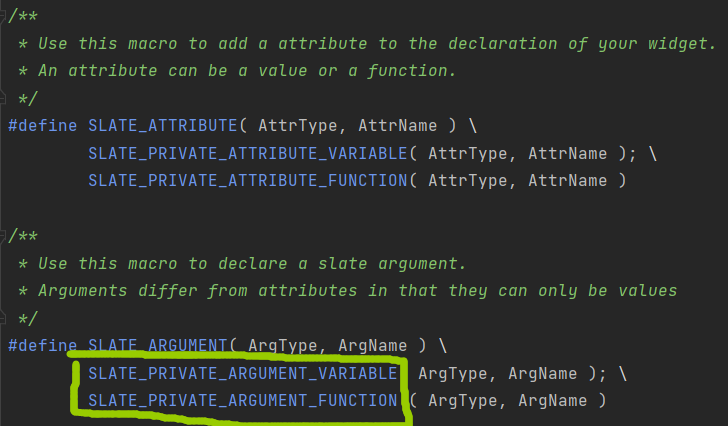 /**
 * Use this macro to add a attribute to the declaration of your widget.
 * An attribute can be a value or a function.
 */
#define SLATE_ATTRIBUTE( AttrType, AttrName ) \
        SLATE_PRIVATE_ATTRIBUTE_VARIABLE( AttrType, AttrName ); \
        SLATE_PRIVATE_ATTRIBUTE_FUNCTION( AttrType, AttrName )
/**
 * Use this macro to declare a slate argument.
 * Arguments differ from attributes in that they can only be values
 */
#define SLATE_ARGUMENT( ArgType, ArgName ) \
        SLATE_PRIVATE_ARGUMENT_VARIABLE ArgType, ArgName ); \
        SLATE_PRIVATE_ARGUMENT_FUNCTION ( ArgType, ArgName )